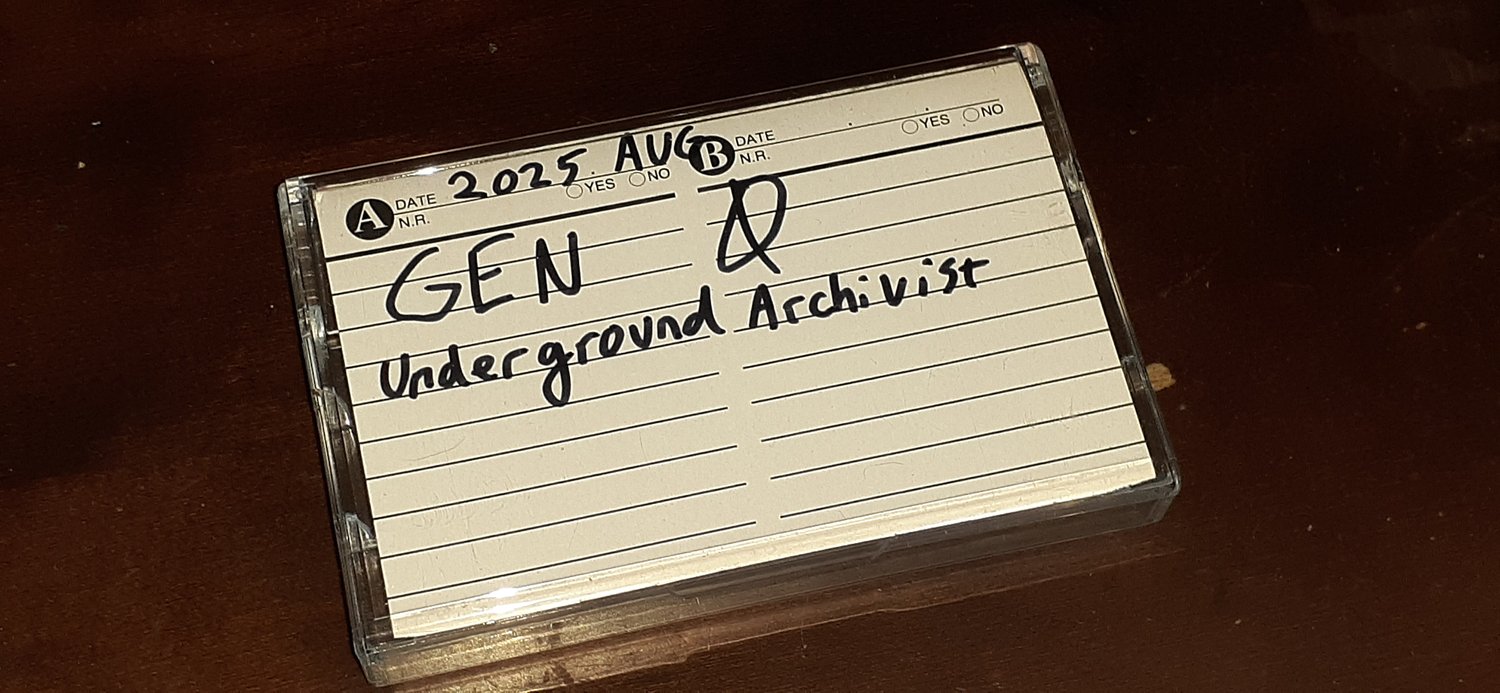 A DATE 2025. AUG B DATE
N.R. YES NO N.R. YES NO
GEN
Underground Archivist